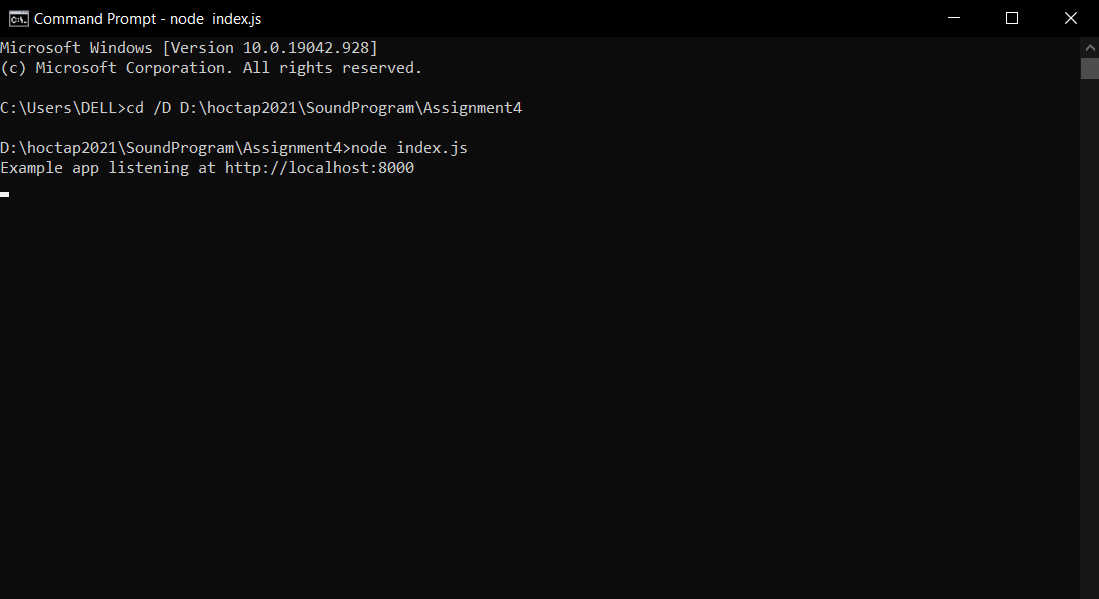 Command Prompt - node  index.js
Microsoft Windows [Version 10.0.19042.928]
(c) Microsoft Corporation. All rights reserved.
C:\Users\DELL>cd /D D:\hoctap2021\SoundProgram\Assignment4
D:\hoctap2021\SoundProgram\Assignment4>node index.js
Example app listening at http://localhost:8000